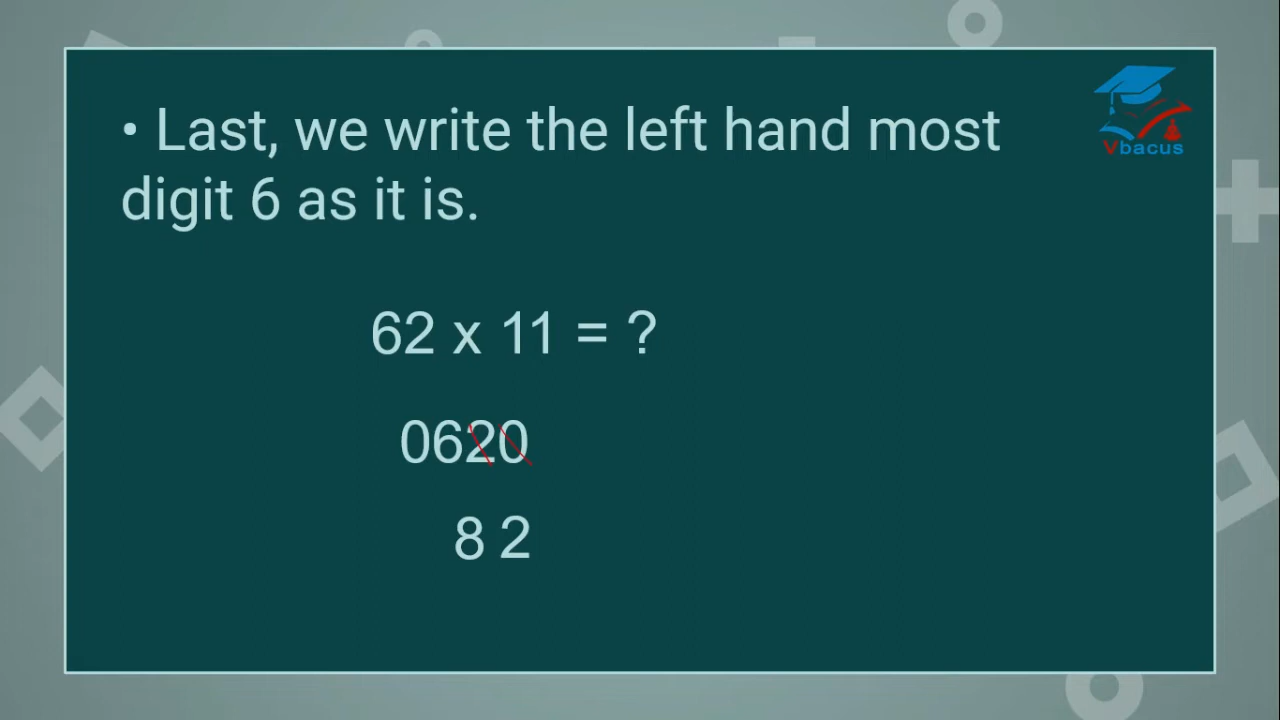 • Last, we write the left hand most
digit 6 as it is.
Vbacus
62 x 11 = ?
0620
8 2